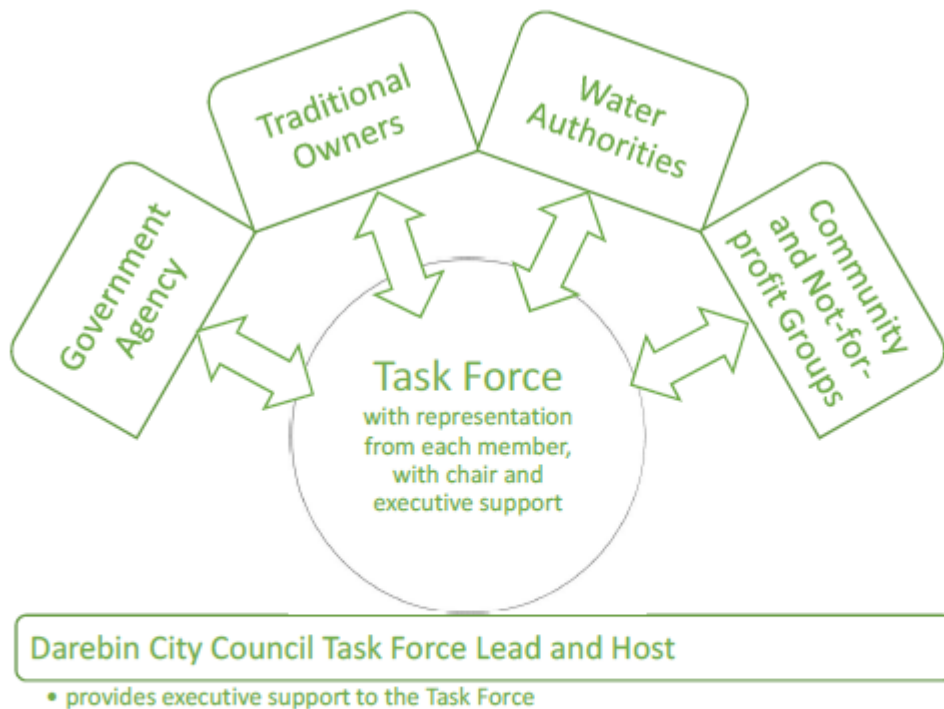 Government
Agency
Traditional
Owners
Water
Authorities
Community
and Not-for-
profit Groups
Task Force
with representation
from each member,
with chair and
executive support
Darebin City Council Task Force Lead and Host
• provides executive support to the Task Force